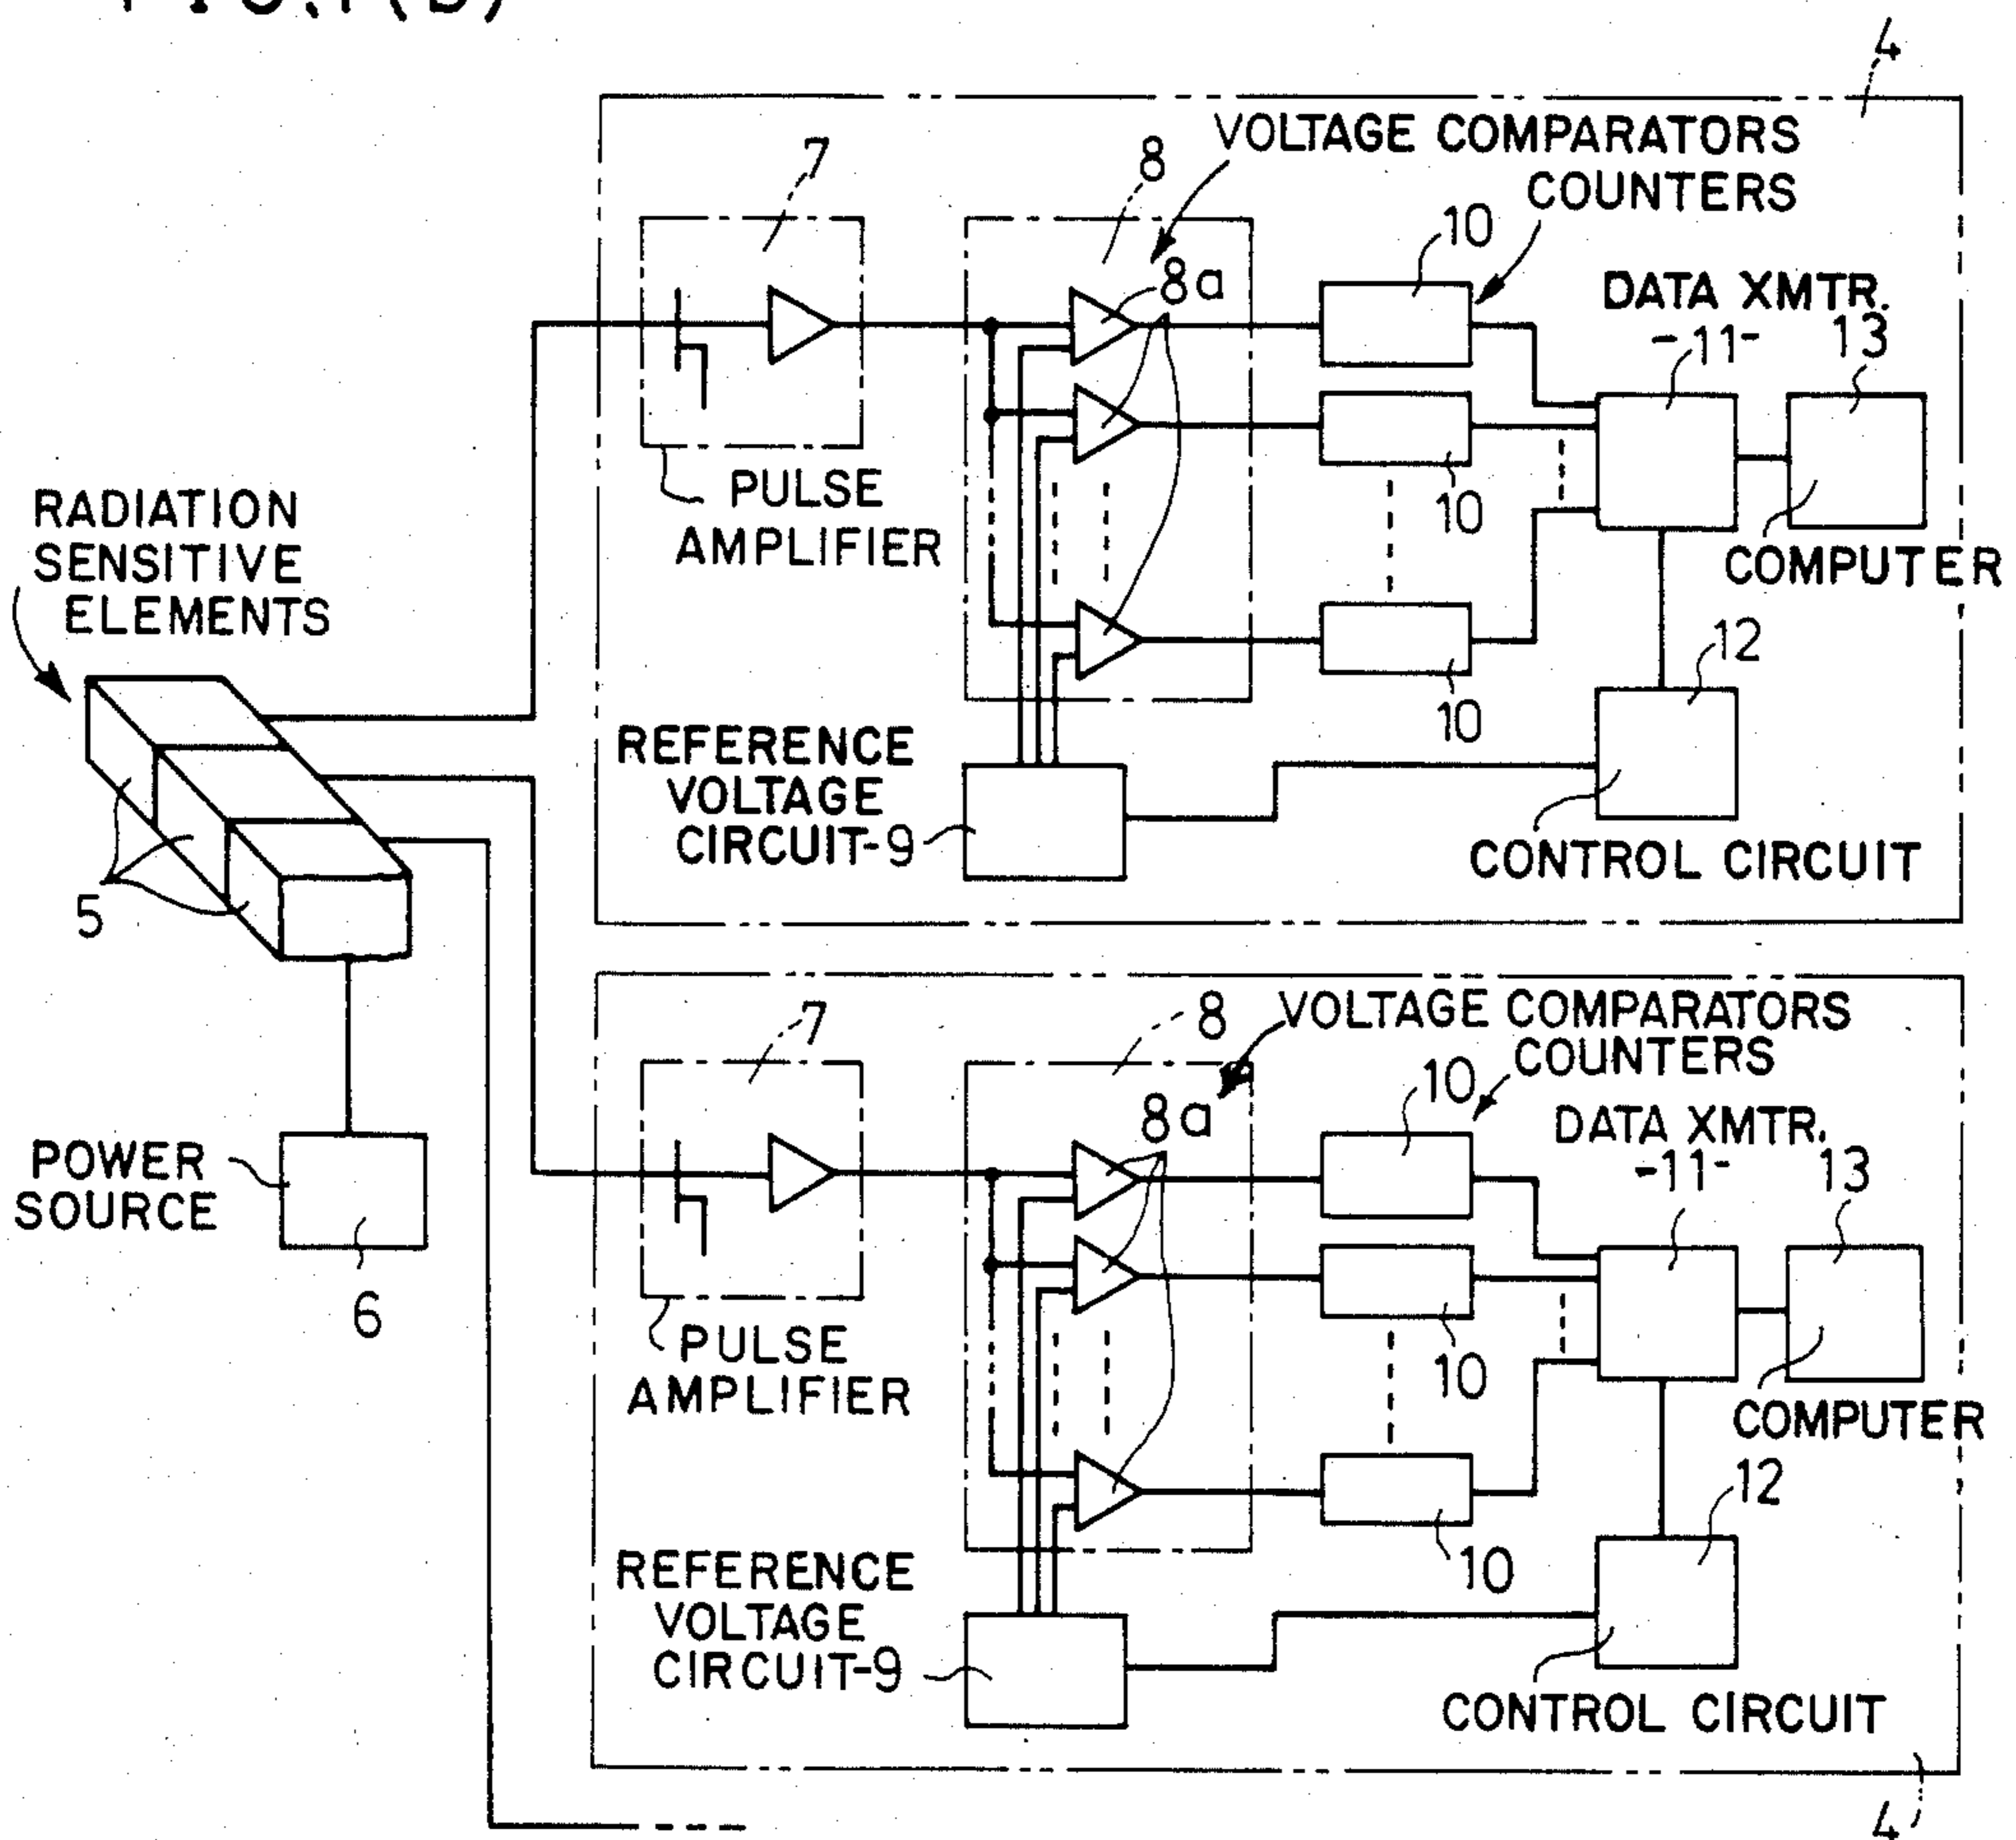 FIG.1(b)
4
VOLTAGE COMPARATORS
7
8
COUNTERS
10
8a
DATA XMTR.
-11-
13
PULSE
AMPLIFIER
10
COMPUTER
RADIATION
SENSITIVE
ELEMENTS
12
10
REFERENCE
VOLTAGE
CIRCUIT-9
CONTROL CIRCUIT
5
7
8
VOLTAGE COMPARATORS
COUNTERS
10
8a
DATA XMTR.
-11-
13
POWER
SOURCE
6
PULSE
AMPLIFIER
10
COMPUTER
12
10
REFERENCE
VOLTAGE
CIRCUIT-9
CONTROL CIRCUIT
4